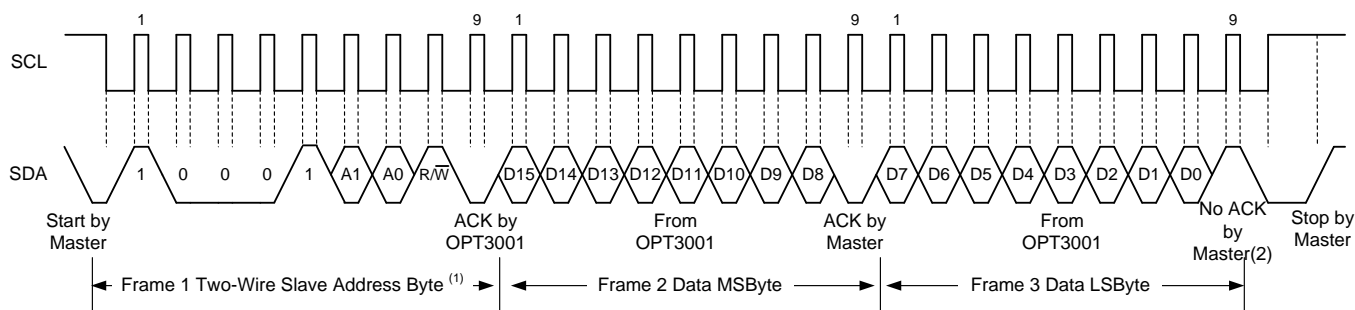 1 9 1 9 1 9
SCL
SDA 1 0 0 0 1 A1 A0 R/W̅ D15 D14 D13 D12 D11 D10 D9 D8 D7 D6 D5 D4 D3 D2 D1 D0
Start by
Master
ACK by
OPT3001
From
OPT3001
ACK by
Master
From
OPT3001
No ACK
by
Master(2)
Stop by
Master
Frame 1 Two-Wire Slave Address Byte (1)
Frame 2 Data MSByte
Frame 3 Data LSByte